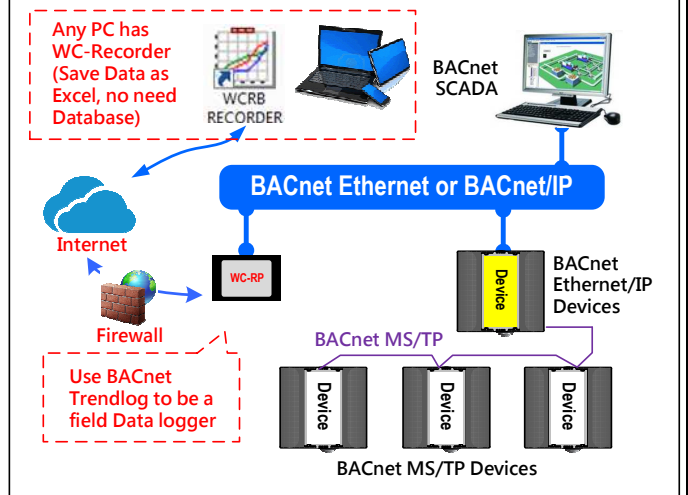 Any PC has
WC-Recorder
(Save Data as
Excel, no need
Database)
WCRB
RECORDER
BACnet
SCADA
BACnet Ethernet or BACnet/IP
Internet
WC-RP
Firewall
Device
BACnet
Ethernet/IP
Devices
BACnet MS/TP
Use BACnet
Trendlog to be a
field Data logger
Device
Device
Device
BACnet MS/TP Devices